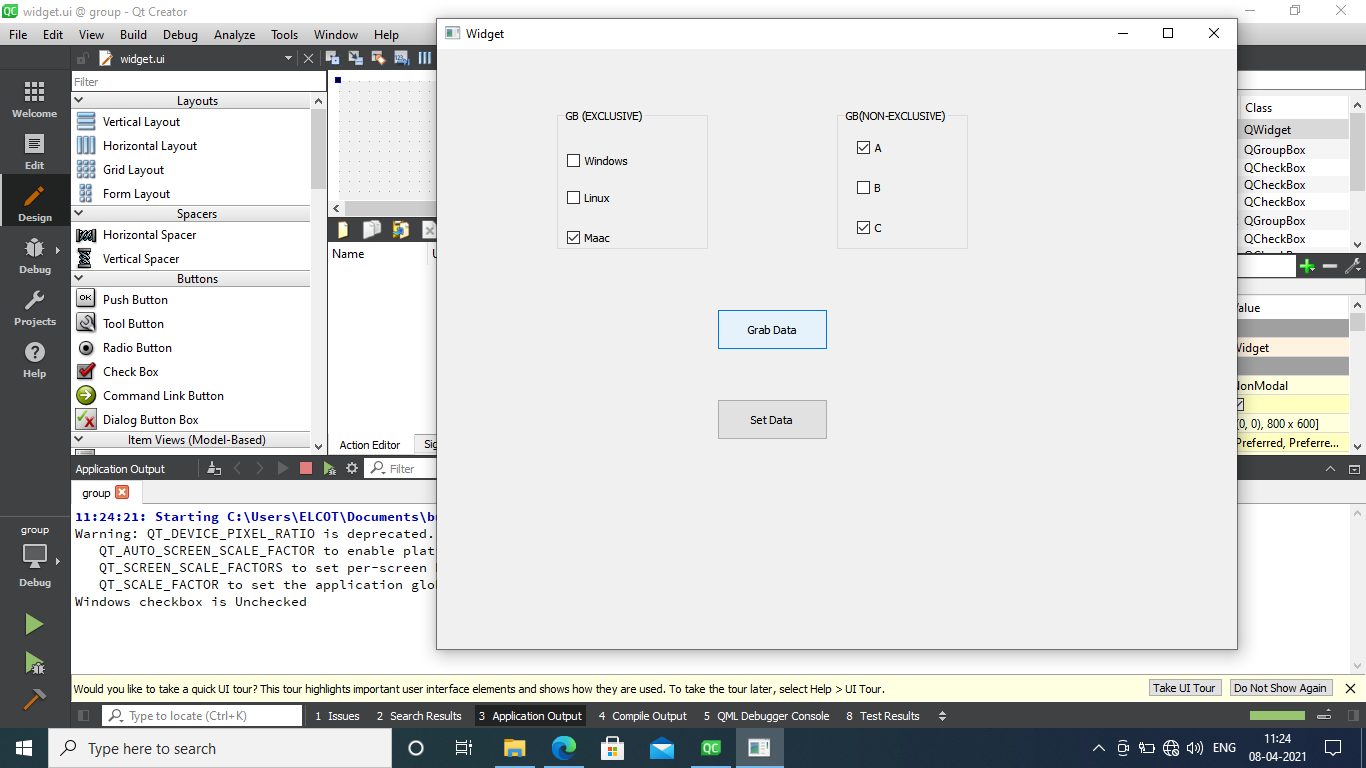 widget.ui @ group - Qt Creator
File Edit View Build Debug Analyze Tools Window Help
widget.ui
Filter
Welcome
Edit
Design
Debug
Projects
Help
Layouts
Vertical Layout
Horizontal Layout
Grid Layout
Form Layout
Spacers
Horizontal Spacer
Vertical Spacer
Buttons
OK Push Button
Tool Button
Radio Button
Check Box
Command Link Button
Dialog Button Box
Item Views (Model-Based)
Name
Action Editor
Widget
GB (EXCLUSIVE)
Windows
Linux
Maac
GB(NON-EXCLUSIVE)
A
B
C
Grab Data
Set Data
Class
QWidget
QGroupBox
QCheckBox
QCheckBox
QCheckBox
QGroupBox
QCheckBox
QCheckBox
Value
Widget
NonModal
[(0, 0), 800 x 600]
[Preferred, Preferre...
Application Output
Filter
group
11:24:21: Starting C:\Users\ELCOT\Documents\b
Warning: QT_DEVICE_PIXEL_RATIO is deprecated.
QT_AUTO_SCREEN_SCALE_FACTOR to enable plat
QT_SCREEN_SCALE_FACTORS to set per-screen
QT_SCALE_FACTOR to set the application glo
Windows checkbox is Unchecked
group
Debug
Would you like to take a quick UI tour? This tour highlights important user interface elements and shows how they are used. To take the tour later, select Help > UI Tour.
Take UI Tour
Do Not Show Again
Type to locate (Ctrl+K)
1 Issues 2 Search Results 3 Application Output 4 Compile Output 5 QML Debugger Console 8 Test Results
Type here to search
QC
ENG
11:24
08-04-2021